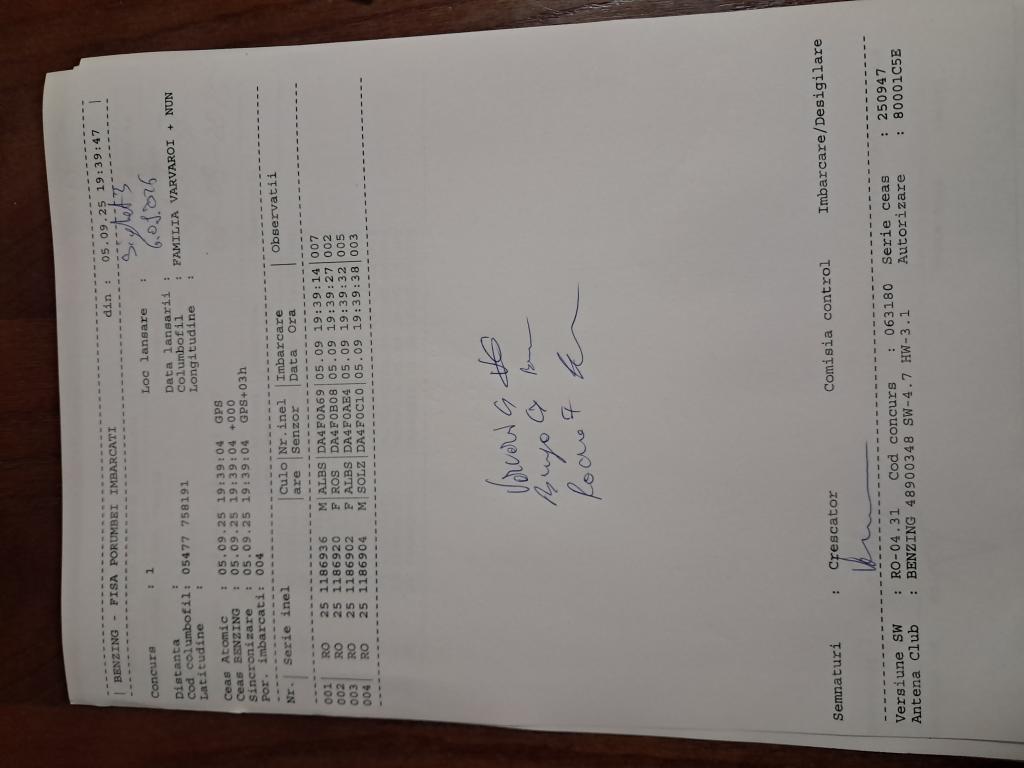 | BENZING - FISA PORUMBEI IMBARCATI din : 05.09.25 19:39:47 |
Concurs : 1 Loc lansare :
Distanta : Data lansarii : 6.09.2025
Cod columbofil: 05477 758191 Columbofil : FAMILIA VARVAROI + NUN
Latitudine : Longitudine :
Ceas Atomic : 05.09.25 19:39:04 GPS
Ceas BENZING : 05.09.25 19:39:04 +000
Sincronizare : 05.09.25 19:39:04 GPS+03h
Por. imbarcati: 004
Nr.| Serie inel |Culo|Nr.inel |Imbarcare |Observatii
|are |Senzor |Data Ora |
001| RO 25 1186936 M|ALBS|DA4F0A69|05.09 19:39:14|007
002| RO 25 1186920 F|ROS |DA4F0B08|05.09 19:39:27|002
003| RO 25 1186902 F|ALBS|DA4F0AE4|05.09 19:39:32|005
004| RO 25 1186904 M|SOLZ|DA4F0C10|05.09 19:39:38|003
Semnaturi : Crescator Comisia control Imbarcare/Desigilare
Versiune SW : RO-04.31 Cod concurs : 063180 Serie ceas : 250947
Antena Club : BENZING 48900348 SW-4.7 HW-3.1 Autorizare : 80001C5E